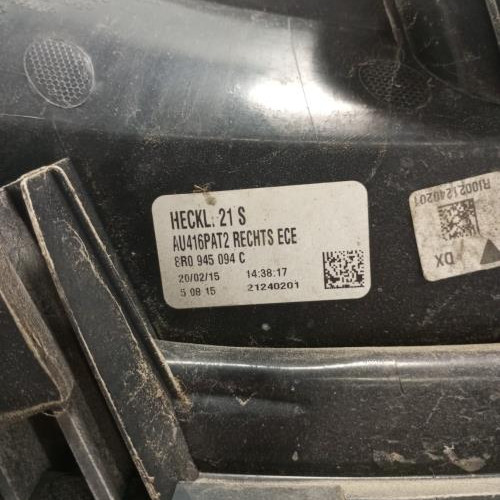 HECKL. 21 S
AU416PAT2 RECHTS ECE
8R0 945 094 C
20/02/15 14:38:17
5 08 15 21240201
RJ0021240201
DX